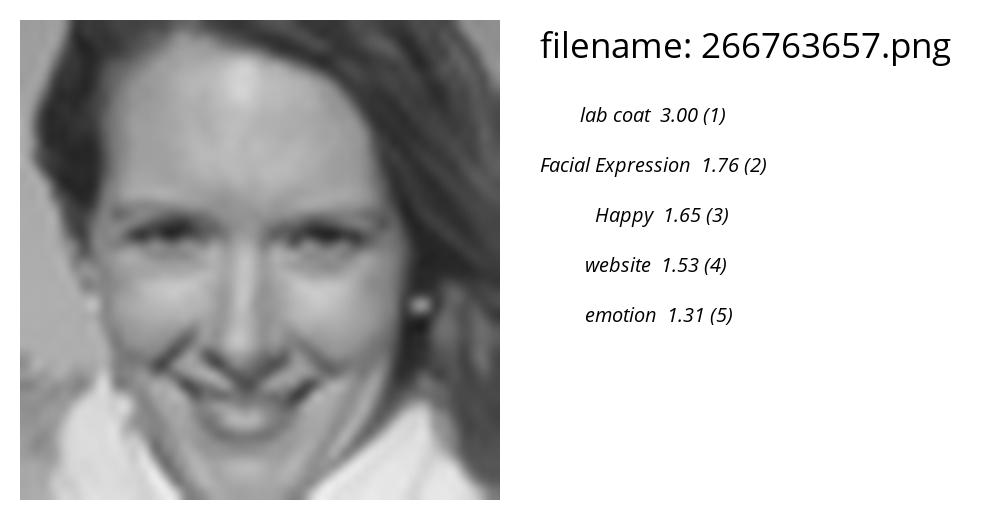 filename: 266763657.png
lab coat 3.00 (1)
Facial Expression 1.76 (2)
Happy 1.65 (3)
website 1.53 (4)
emotion 1.31 (5)